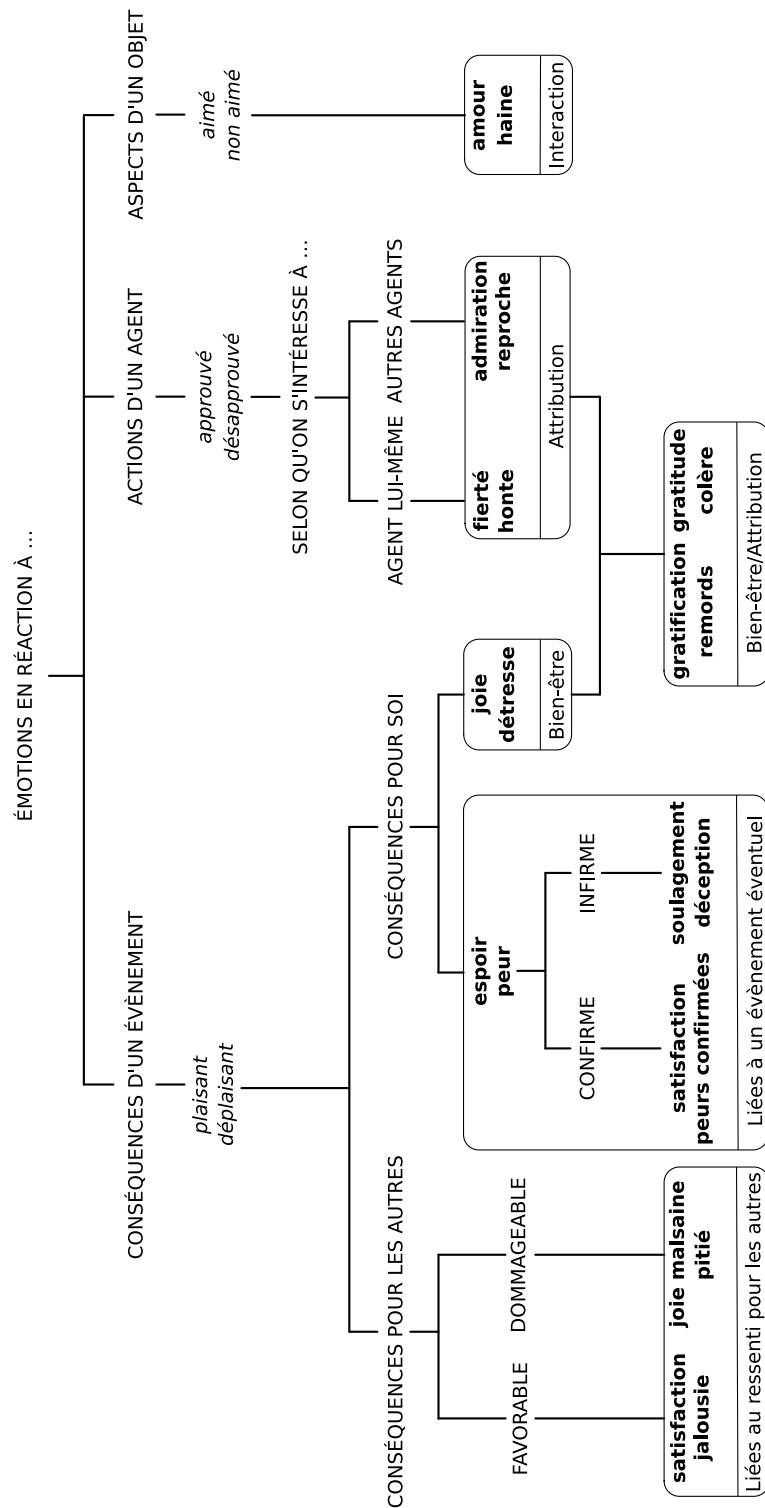 ÉMOTIONS EN RÉACTION À ...
CONSÉQUENCES D'UN ÉVÈNEMENT
ACTIONS D'UN AGENT
ASPECTS D'UN OBJET
plaisant
déplaisant
approuvé
désapprouvé
aimé
non aimé
SELON QU'ON S'INTÉRESSE À ...
CONSÉQUENCES POUR LES AUTRES
CONSÉQUENCES POUR SOI
AGENT LUI-MÊME
AUTRES AGENTS
FAVORABLE
DOMMAGEABLE
espoir
peur
joie
détresse
Bien-être
fierté
honte
admiration
reproche
Attribution
amour
haine
Interaction
CONFIRME
INFIRME
satisfaction
jalousie
joie malsaine
pitié
Liées au ressenti pour les autres
satisfaction
peurs confirmées
soulagement
déception
Liées à un évènement éventuel
gratification
remords
gratitude
colère
Bien-être/Attribution